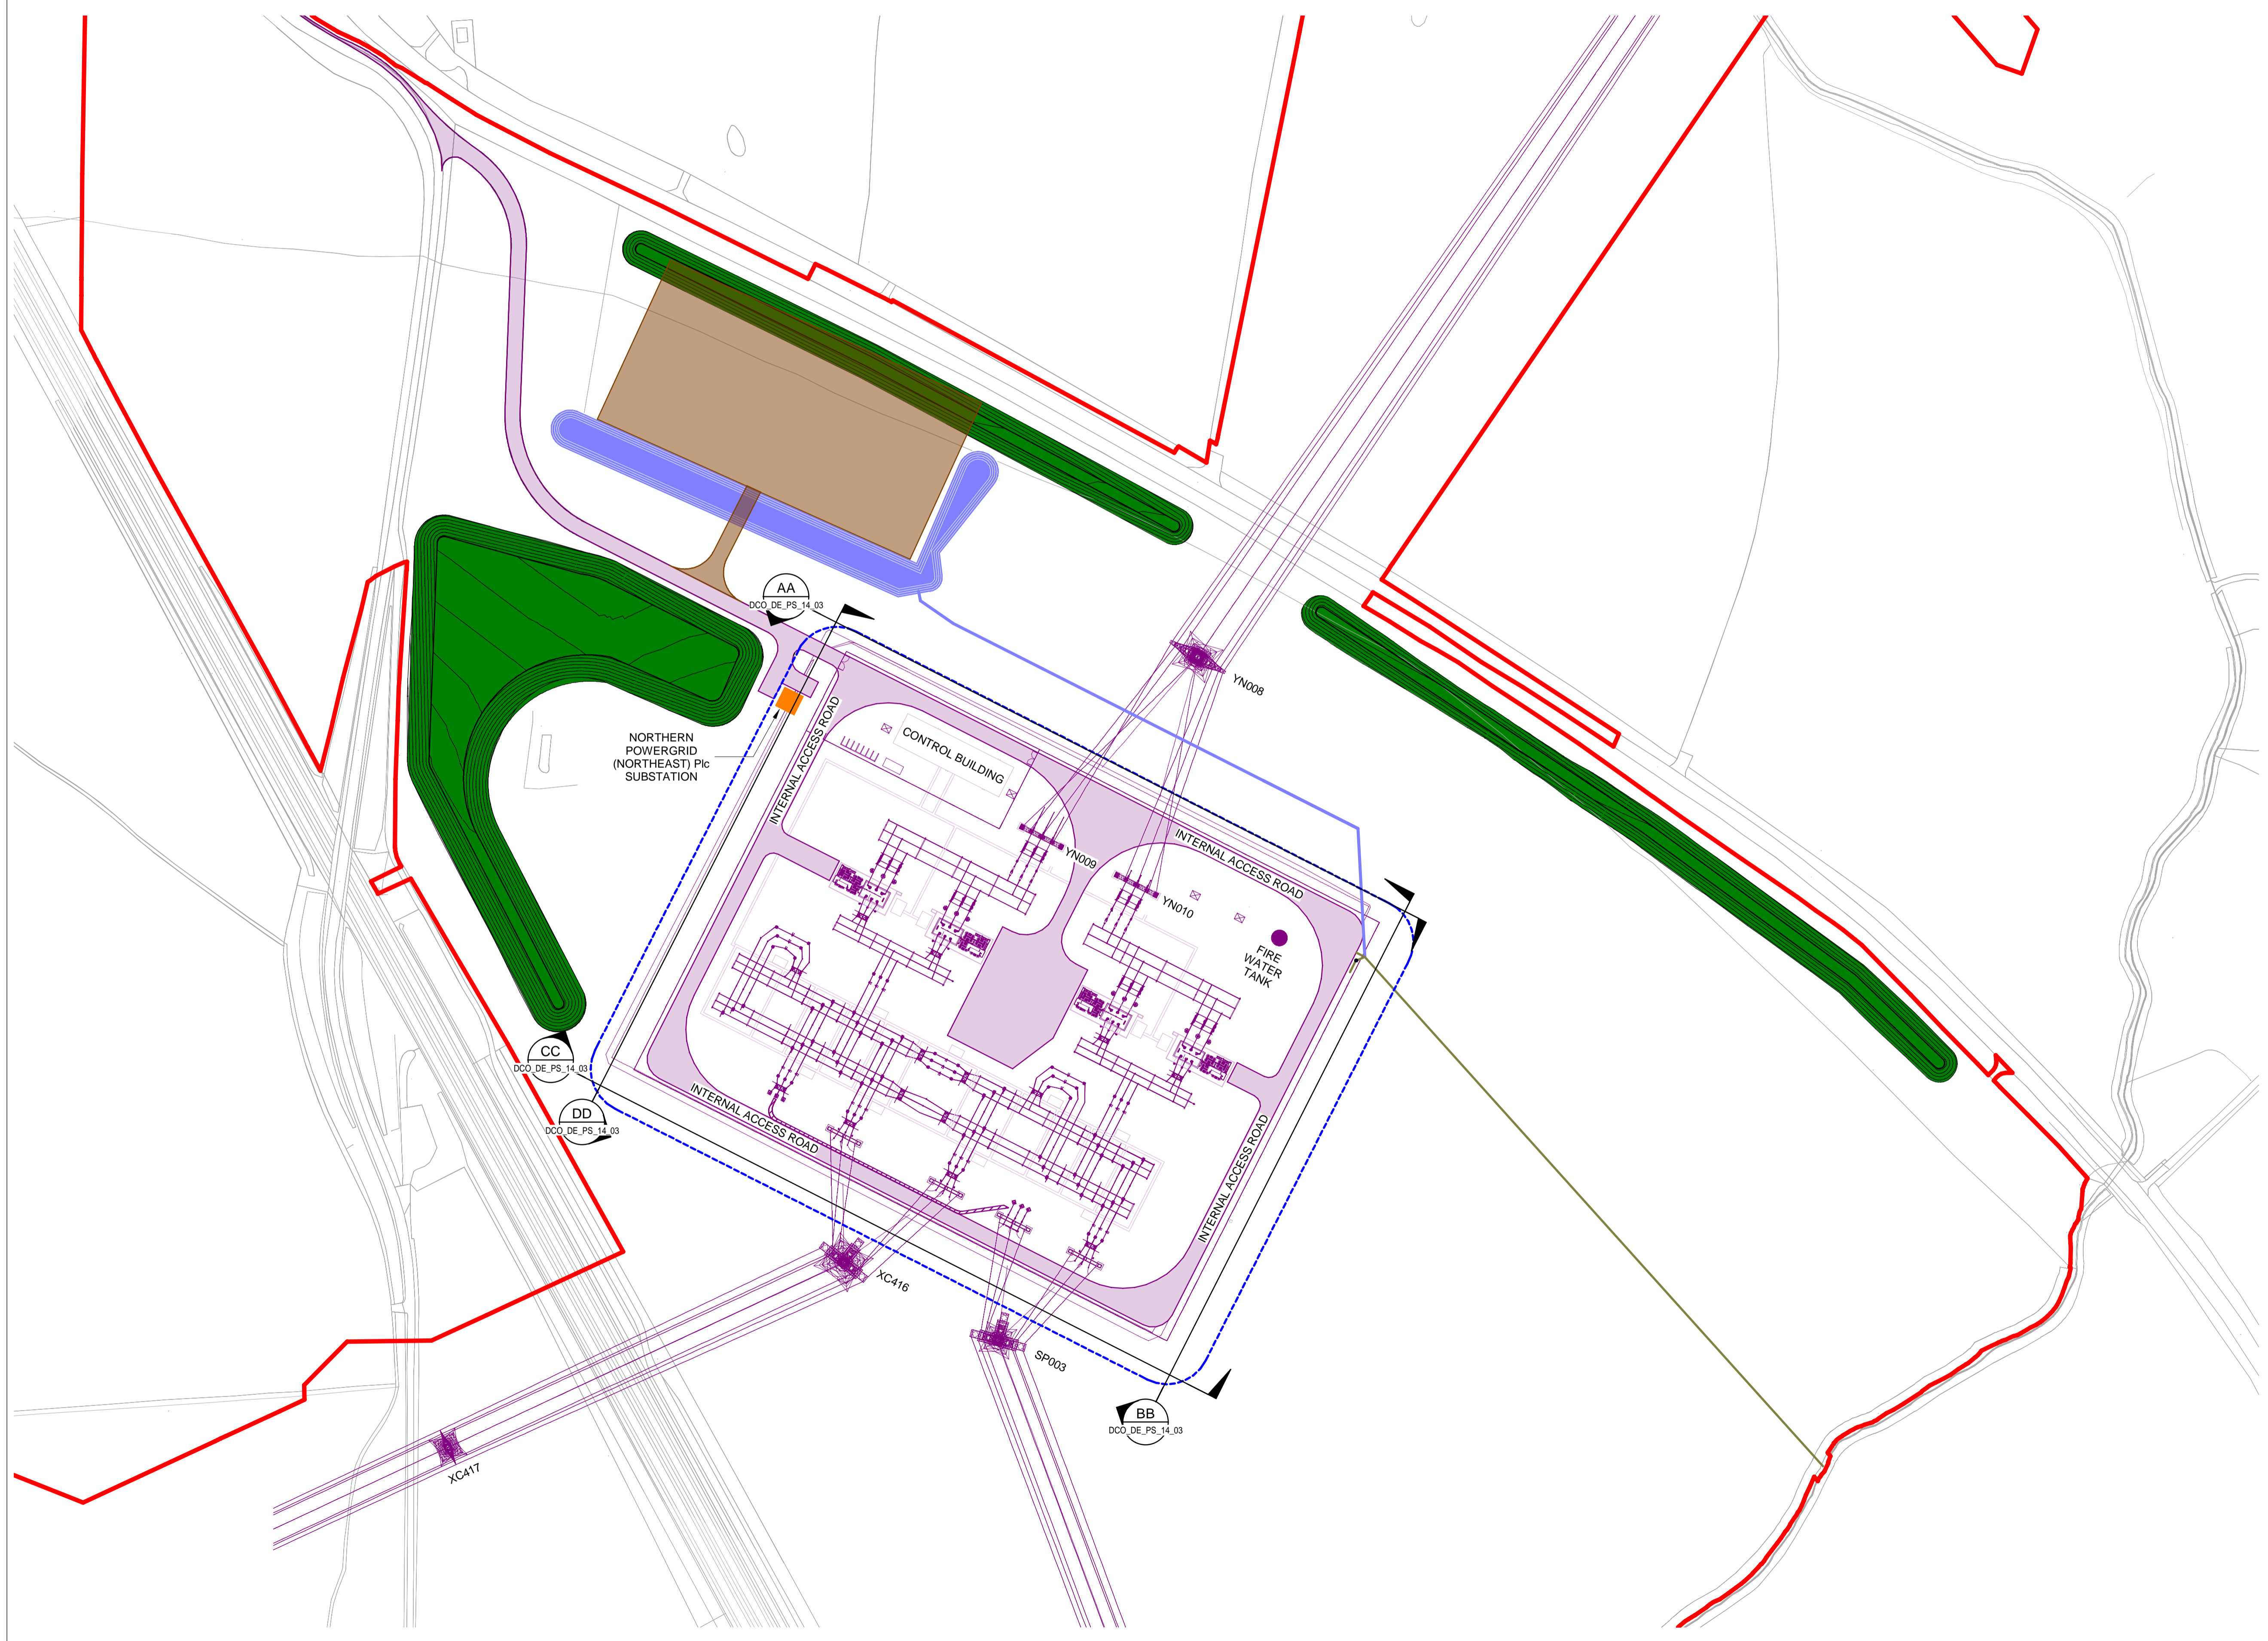 AA
DCO_DE_PS_14_03
YN008
NORTHERN
POWERGRID
(NORTHEAST) Plc
SUBSTATION
INTERNAL ACCESS ROAD
CONTROL BUILDING
INTERNAL ACCESS ROAD
YN009
YN010
FIRE
WATER
TANK
CC
DCO_DE_PS_14_03
DD
DCO_DE_PS_14_03
INTERNAL ACCESS ROAD
INTERNAL ACCESS ROAD
XC416
SP003
BB
DCO_DE_PS_14_03
XC417